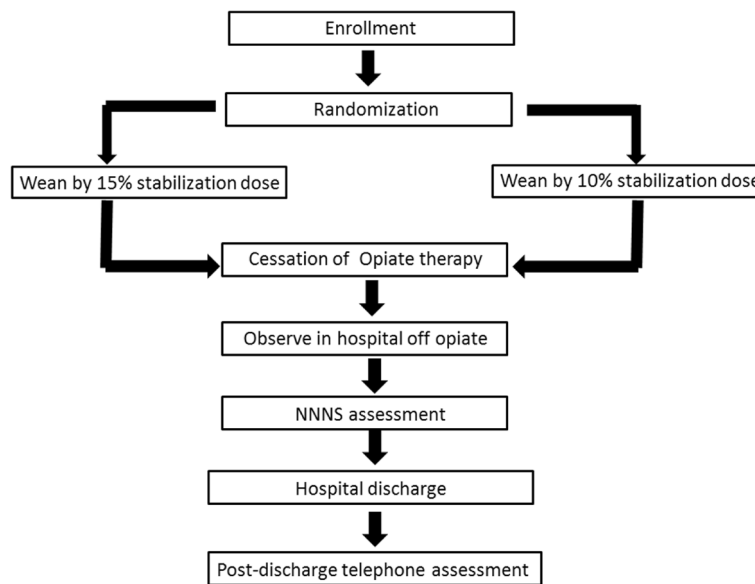 Enrollment
Randomization
Wean by 15% stabilization dose
Wean by 10% stabilization dose
Cessation of Opiate therapy
Observe in hospital off opiate
NNNS assessment
Hospital discharge
Post-discharge telephone assessment